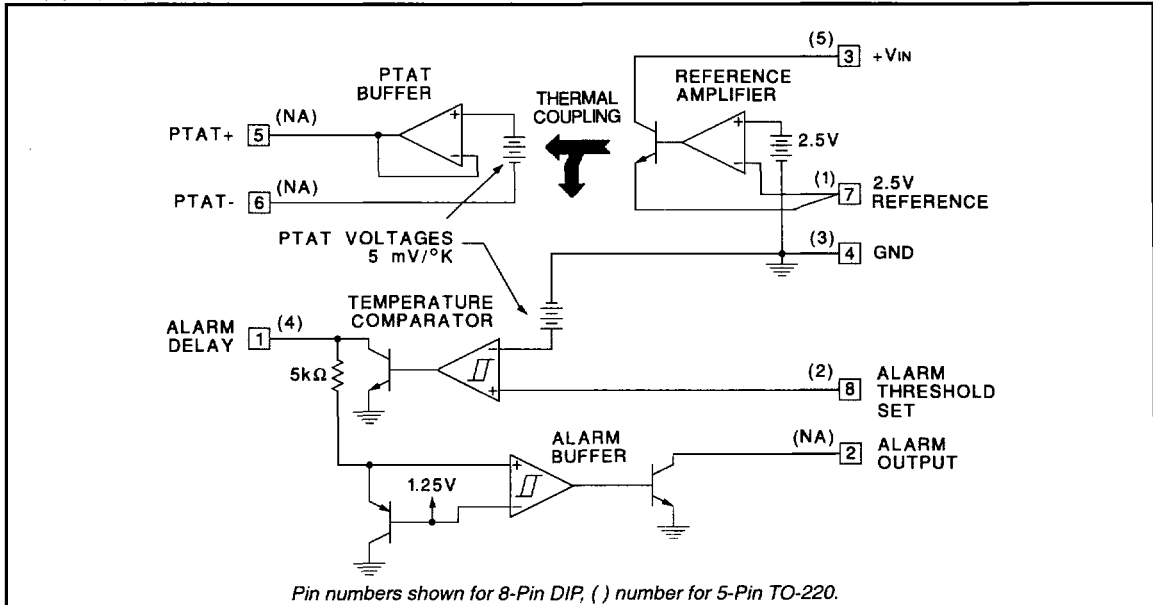 (5)
3 +VIN
PTAT
BUFFER
REFERENCE
AMPLIFIER
THERMAL
COUPLING
(NA)
PTAT+ 5
+
−
+
−
2.5V
(NA)
PTAT- 6
(1)
7 2.5V
REFERENCE
PTAT VOLTAGES
5 mV/°K
(3)
4 GND
TEMPERATURE
COMPARATOR
ALARM
DELAY 1
(4)
5kΩ
−
+
(2)
8 ALARM
THRESHOLD
SET
ALARM
BUFFER
(NA)
2 ALARM
OUTPUT
1.25V
+
−
Pin numbers shown for 8-Pin DIP, ( ) number for 5-Pin TO-220.